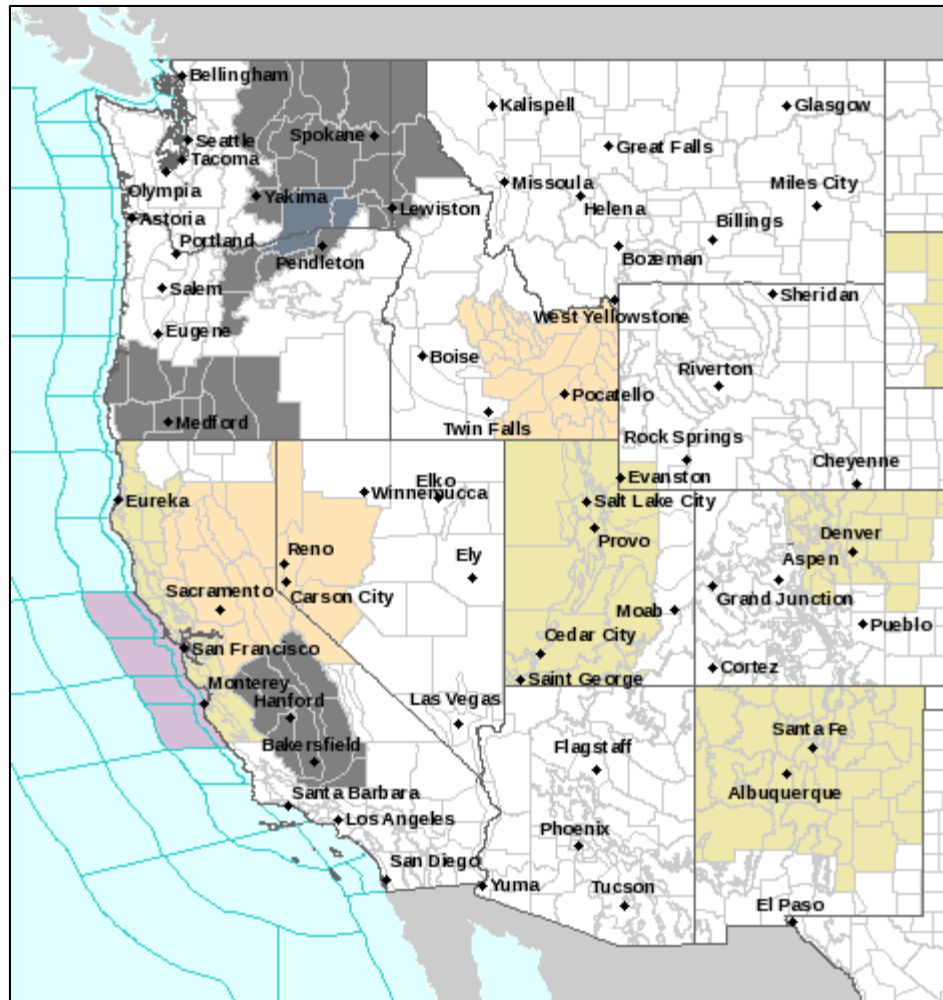 Bellingham
Kalispell
Glasgow
Spokane
Seattle
Great Falls
Tacoma
Olympia
Missoula
Miles City
Yakima
Helena
Lewiston
Astoria
Billings
Portland
Bozeman
Pendleton
Salem
Sheridan
West Yellowstone
Eugene
Boise
Riverton
Pocatello
Medford
Twin Falls
Rock Springs
Cheyenne
Elko
Evanston
Winnemucca
Eureka
Salt Lake City
Provo
Denver
Reno
Ely
Aspen
Sacramento
Carson City
Grand Junction
Moab
Pueblo
Cedar City
San Francisco
Cortez
Saint George
Monterey
Las Vegas
Hanford
Santa Fe
Bakersfield
Flagstaff
Albuquerque
Santa Barbara
Los Angeles
Phoenix
San Diego
Yuma
Tucson
El Paso